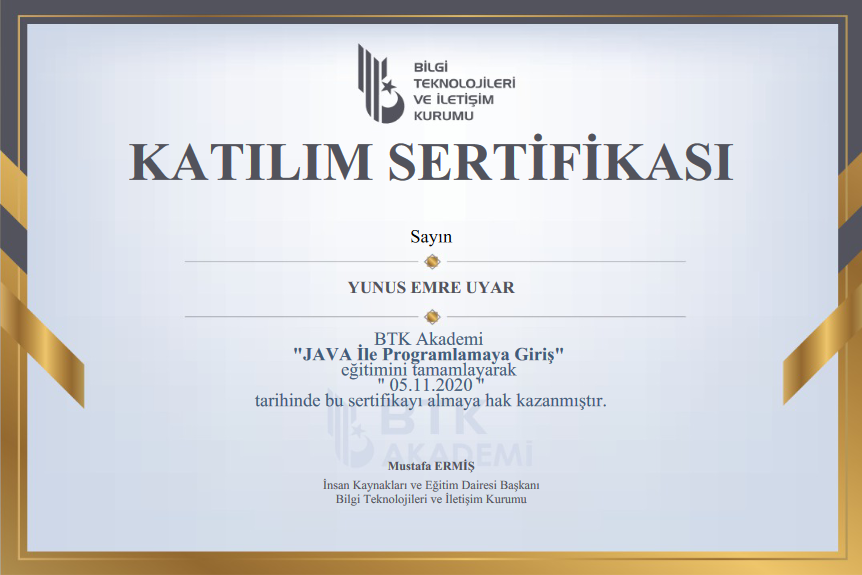 BİLGİ
TEKNOLOJİLERİ
VE İLETİŞİM
KURUMU
KATILIM SERTİFİKASI
Sayın
YUNUS EMRE UYAR
BTK Akademi
"JAVA İle Programlamaya Giriş"
eğitimini tamamlayarak
" 05.11.2020 "
tarihinde bu sertifikayı almaya hak kazanmıştır.
BTK
AKADEMİ
Mustafa ERMİŞ
İnsan Kaynakları ve Eğitim Dairesi Başkanı
Bilgi Teknolojileri ve İletişim Kurumu